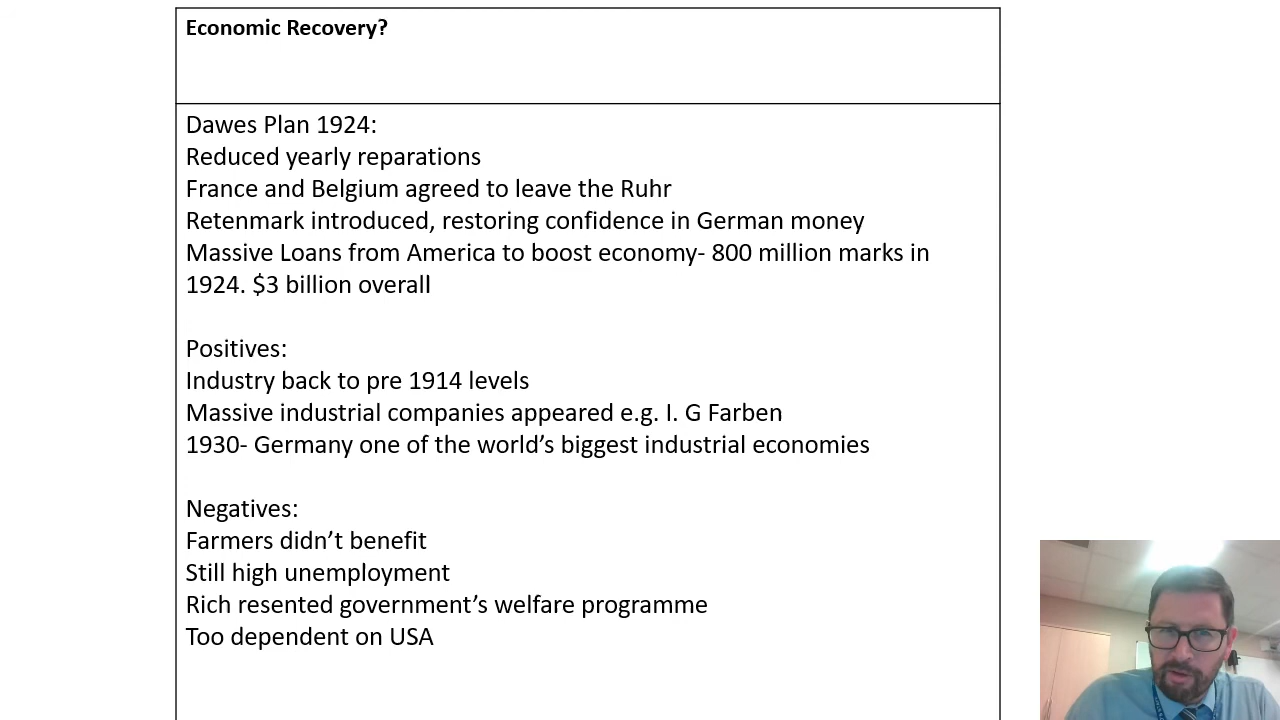 Economic Recovery?
Dawes Plan 1924:
Reduced yearly reparations
France and Belgium agreed to leave the Ruhr
Retenmark introduced, restoring confidence in German money
Massive Loans from America to boost economy- 800 million marks in
1924. $3 billion overall
Positives:
Industry back to pre 1914 levels
Massive industrial companies appeared e.g. I. G Farben
1930- Germany one of the world’s biggest industrial economies
Negatives:
Farmers didn’t benefit
Still high unemployment
Rich resented government’s welfare programme
Too dependent on USA